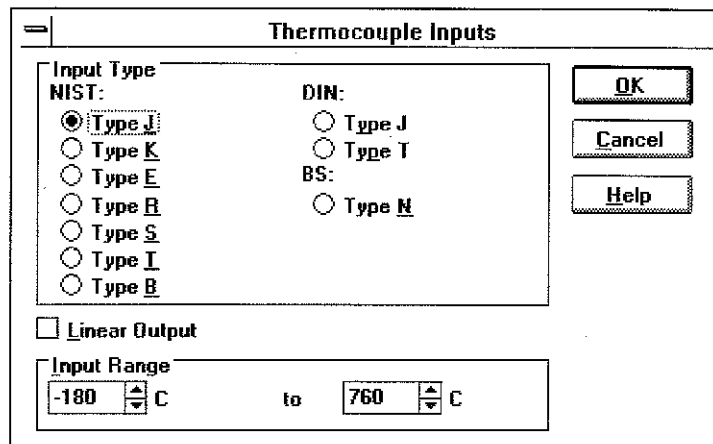 Thermocouple Inputs
Input Type
NIST:
Type J
Type K
Type E
Type R
Type S
Type T
Type B
DIN:
Type J
Type T
BS:
Type N
OK
Cancel
Help
Linear Output
Input Range
-180 C to 760 C